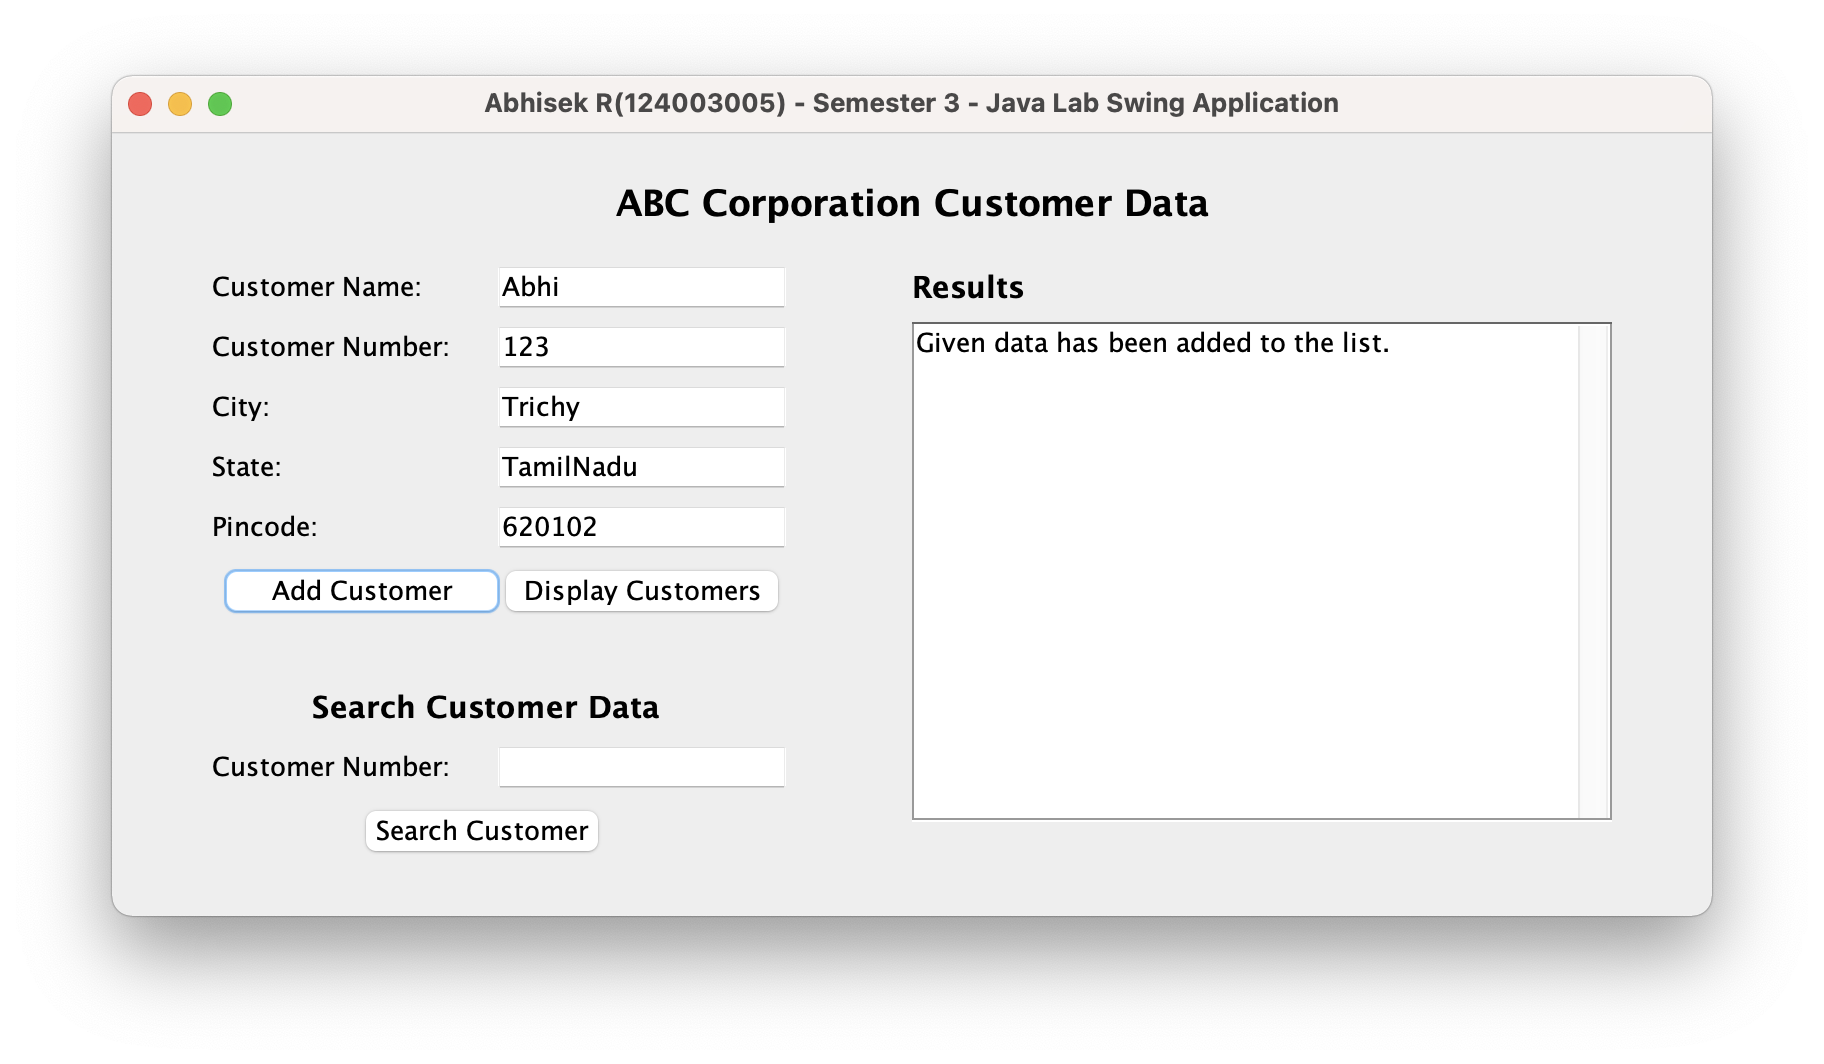 Abhisek R(124003005) - Semester 3 - Java Lab Swing Application
ABC Corporation Customer Data
Customer Name: Abhi
Customer Number: 123
City: Trichy
State: TamilNadu
Pincode: 620102
Add Customer Display Customers
Search Customer Data
Customer Number:
Search Customer
Results
Given data has been added to the list.